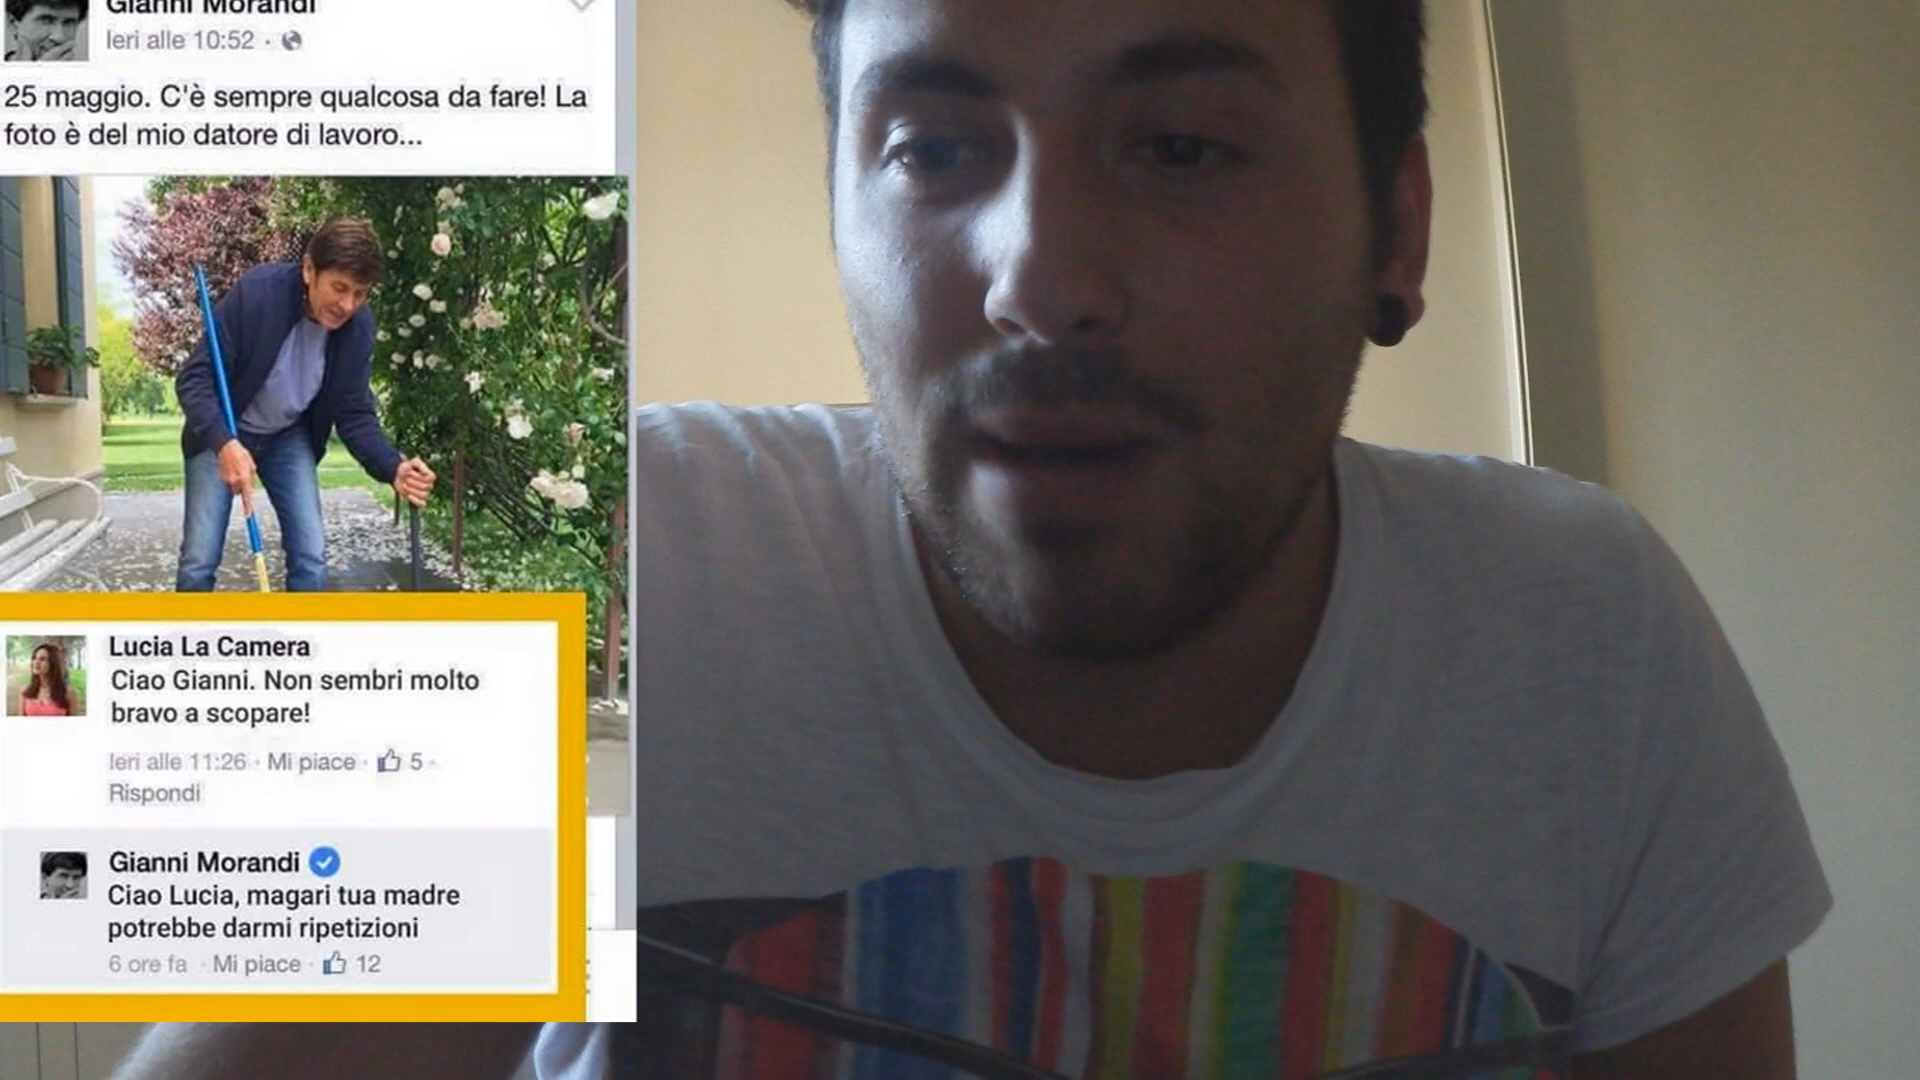 Gianni Morandi
Ieri alle 10:52 ·
25 maggio. C'è sempre qualcosa da fare! La
foto è del mio datore di lavoro...
Lucia La Camera
Ciao Gianni. Non sembri molto
bravo a scopare!
Ieri alle 11:26 · Mi piace · 5 ·
Rispondi
Gianni Morandi
Ciao Lucia, magari tua madre
potrebbe darmi ripetizioni
6 ore fa · Mi piace · 12